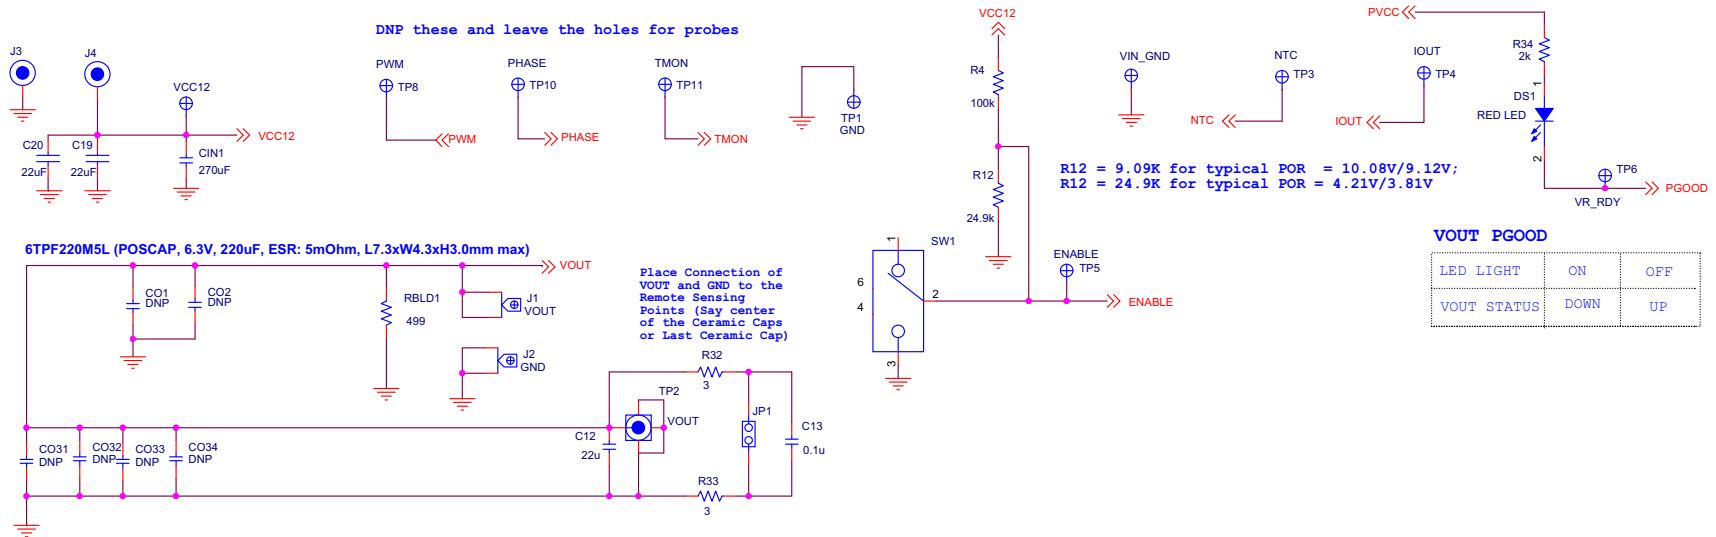 DNP these and leave the holes for probes
J3
J4
VCC12
VCC12
C20
22uF
C19
22uF
CIN1
270uF
PWM
TP8
PWM
PHASE
TP10
PHASE
TMON
TP11
TMON
TP1
GND
VCC12
R4
100k
R12
24.9k
VIN_GND
NTC
TP3
NTC
IOUT
TP4
IOUT
PVCC
R34
2k
1
DS1
RED LED
2
TP6
VR_RDY
PGOOD
R12 = 9.09K for typical POR = 10.08V/9.12V;
R12 = 24.9K for typical POR = 4.21V/3.81V
SW1
1
6
4
2
3
ENABLE
TP5
ENABLE
VOUT PGOOD
LED LIGHT ON OFF
VOUT STATUS DOWN UP
6TPF220M5L (POSCAP, 6.3V, 220uF, ESR: 5mOhm, L7.3xW4.3xH3.0mm max)
VOUT
CO1
DNP
CO2
DNP
RBLD1
499
J1
VOUT
J2
GND
Place Connection of
VOUT and GND to the
Remote Sensing
Points (Say center
of the Ceramic Caps
or Last Ceramic Cap)
R32
3
TP2
VOUT
JP1
C12
22u
C13
0.1u
R33
3
CO31
DNP
CO32
DNP
CO33
DNP
CO34
DNP